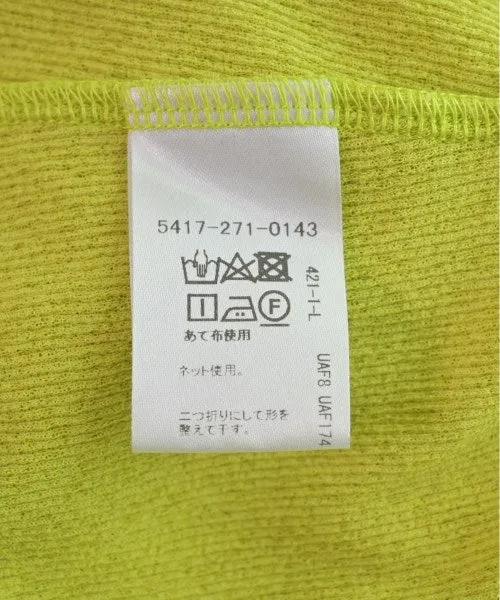 5417-271-0143
あて布使用
ネット使用。
二つ折りにして形を
整えて干す。
421-1-L
UAF8 UAF174